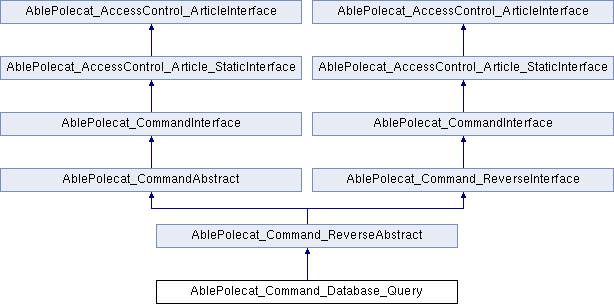 AblePolecat_AccessControl_ArticleInterface
AblePolecat_AccessControl_ArticleInterface
AblePolecat_AccessControl_Article_StaticInterface
AblePolecat_AccessControl_Article_StaticInterface
AblePolecat_CommandInterface
AblePolecat_CommandInterface
AblePolecat_CommandAbstract
AblePolecat_Command_ReverseInterface
AblePolecat_Command_ReverseAbstract
AblePolecat_Command_Database_Query